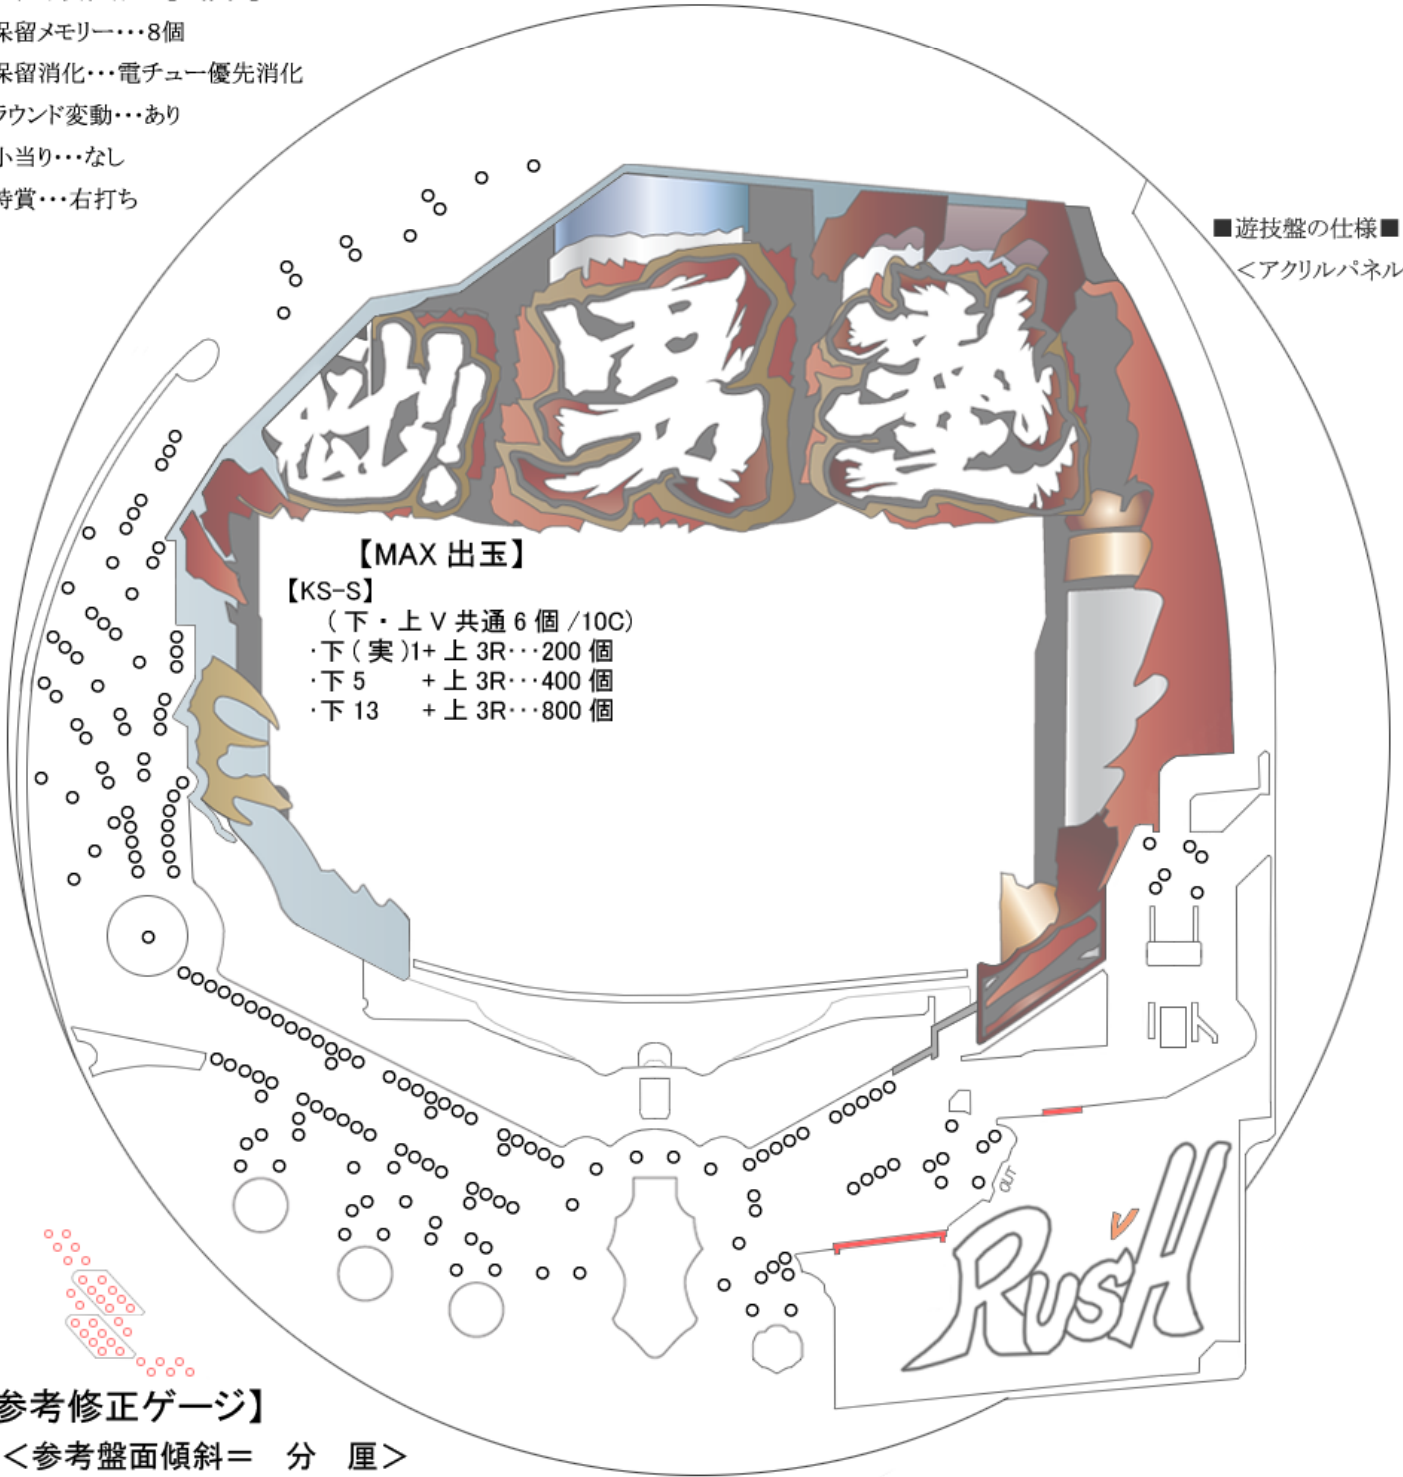 保留メモリー・・・8個
保留消化・・・電チュー優先消化
ラウンド変動・・・あり
小当り・・・なし
特賞・・・右打ち
■遊技盤の仕様■
＜アクリルパネル
魁!!男塾
【MAX 出玉】
【KS-S】
(下・上V共通6個/10C)
・下(実)1+上3R・・・200個
・下5 +上3R・・・400個
・下13 +上3R・・・800個
OUT
V
RUSH
参考修正ゲージ】
＜参考盤面傾斜＝ 分 厘＞